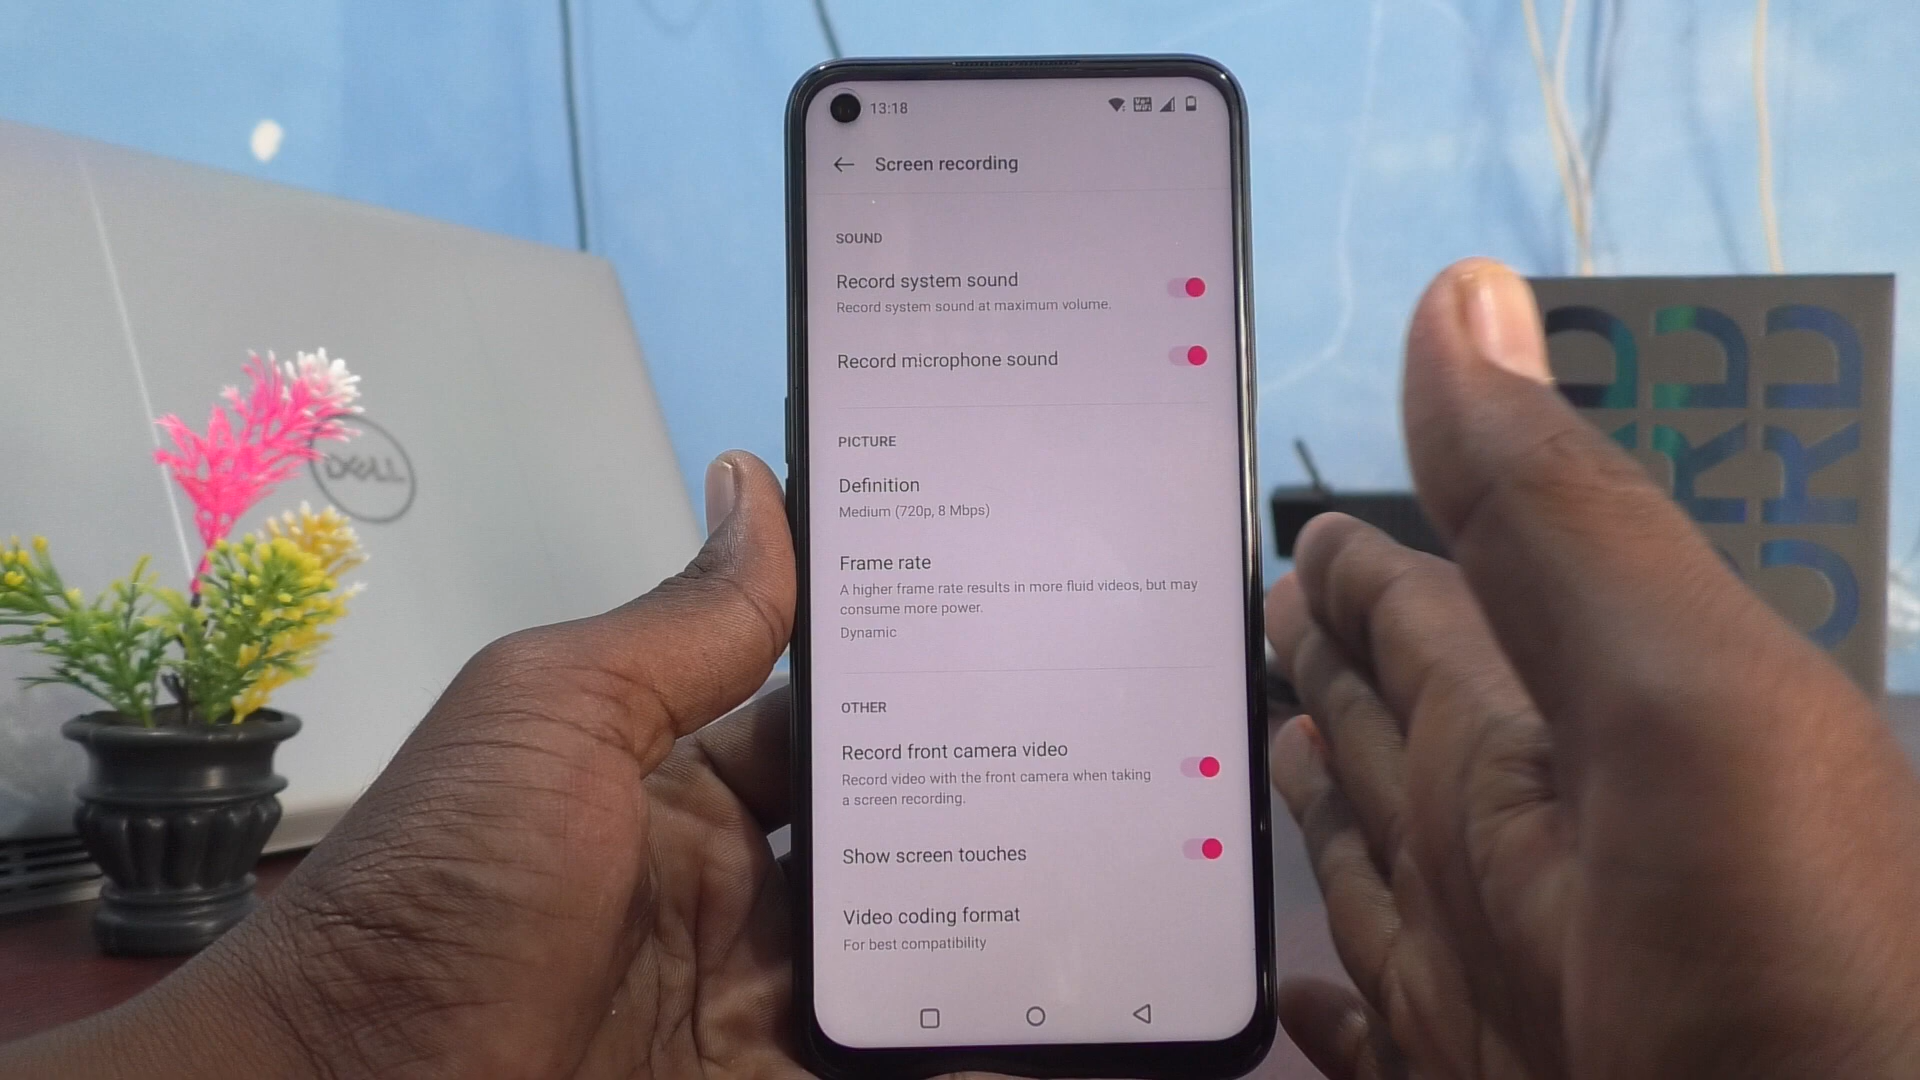 13:18
Screen recording
SOUND
Record system sound
Record system sound at maximum volume.
Record microphone sound
PICTURE
Definition
Medium (720p, 8 Mbps)
Frame rate
A higher frame rate results in more fluid videos, but may
consume more power.
Dynamic
OTHER
Record front camera video
Record video with the front camera when taking
a screen recording.
Show screen touches
Video coding format
For best compatibility
DELL